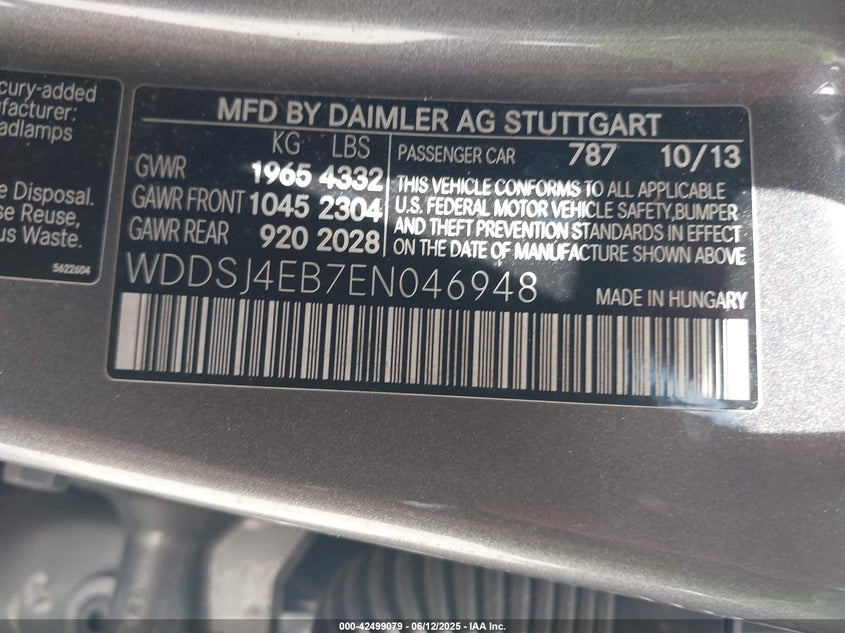 cury-added
nufacturer:
eadlamps
e Disposal.
se Reuse,
us Waste.
5622604
MFD BY DAIMLER AG STUTTGART
KG LBS
GVWR 1965 4332
GAWR FRONT 1045 2304
GAWR REAR 920 2028
PASSENGER CAR 787 10/13
THIS VEHICLE CONFORMS TO ALL APPLICABLE
U.S. FEDERAL MOTOR VEHICLE SAFETY,BUMPER
AND THEFT PREVENTION STANDARDS IN EFFECT
ON THE DATE OF MANUFACTURE SHOWN ABOVE
WDDSJ4EB7EN046948
MADE IN HUNGARY
000-42499079 - 06/12/2025 - IAA Inc.